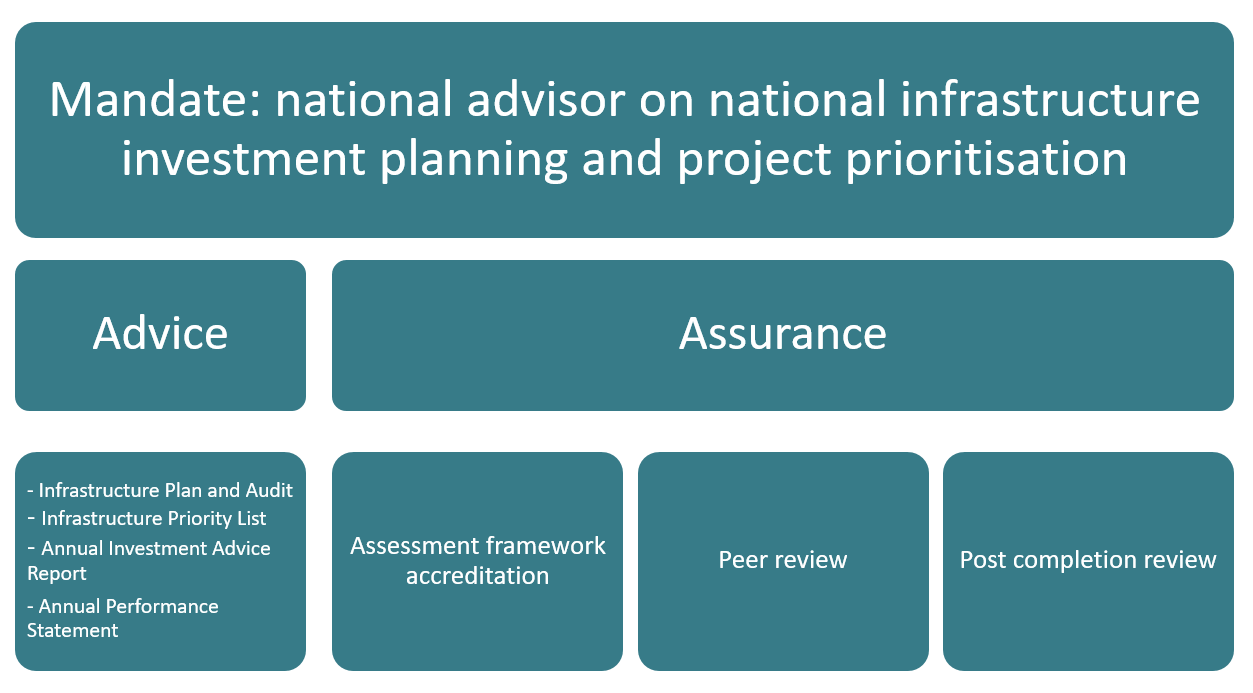 Mandate: national advisor on national infrastructure
investment planning and project prioritisation
Advice
Assurance
- Infrastructure Plan and Audit
- Infrastructure Priority List
- Annual Investment Advice
Report
- Annual Performance
Statement
Assessment framework
accreditation
Peer review
Post completion review